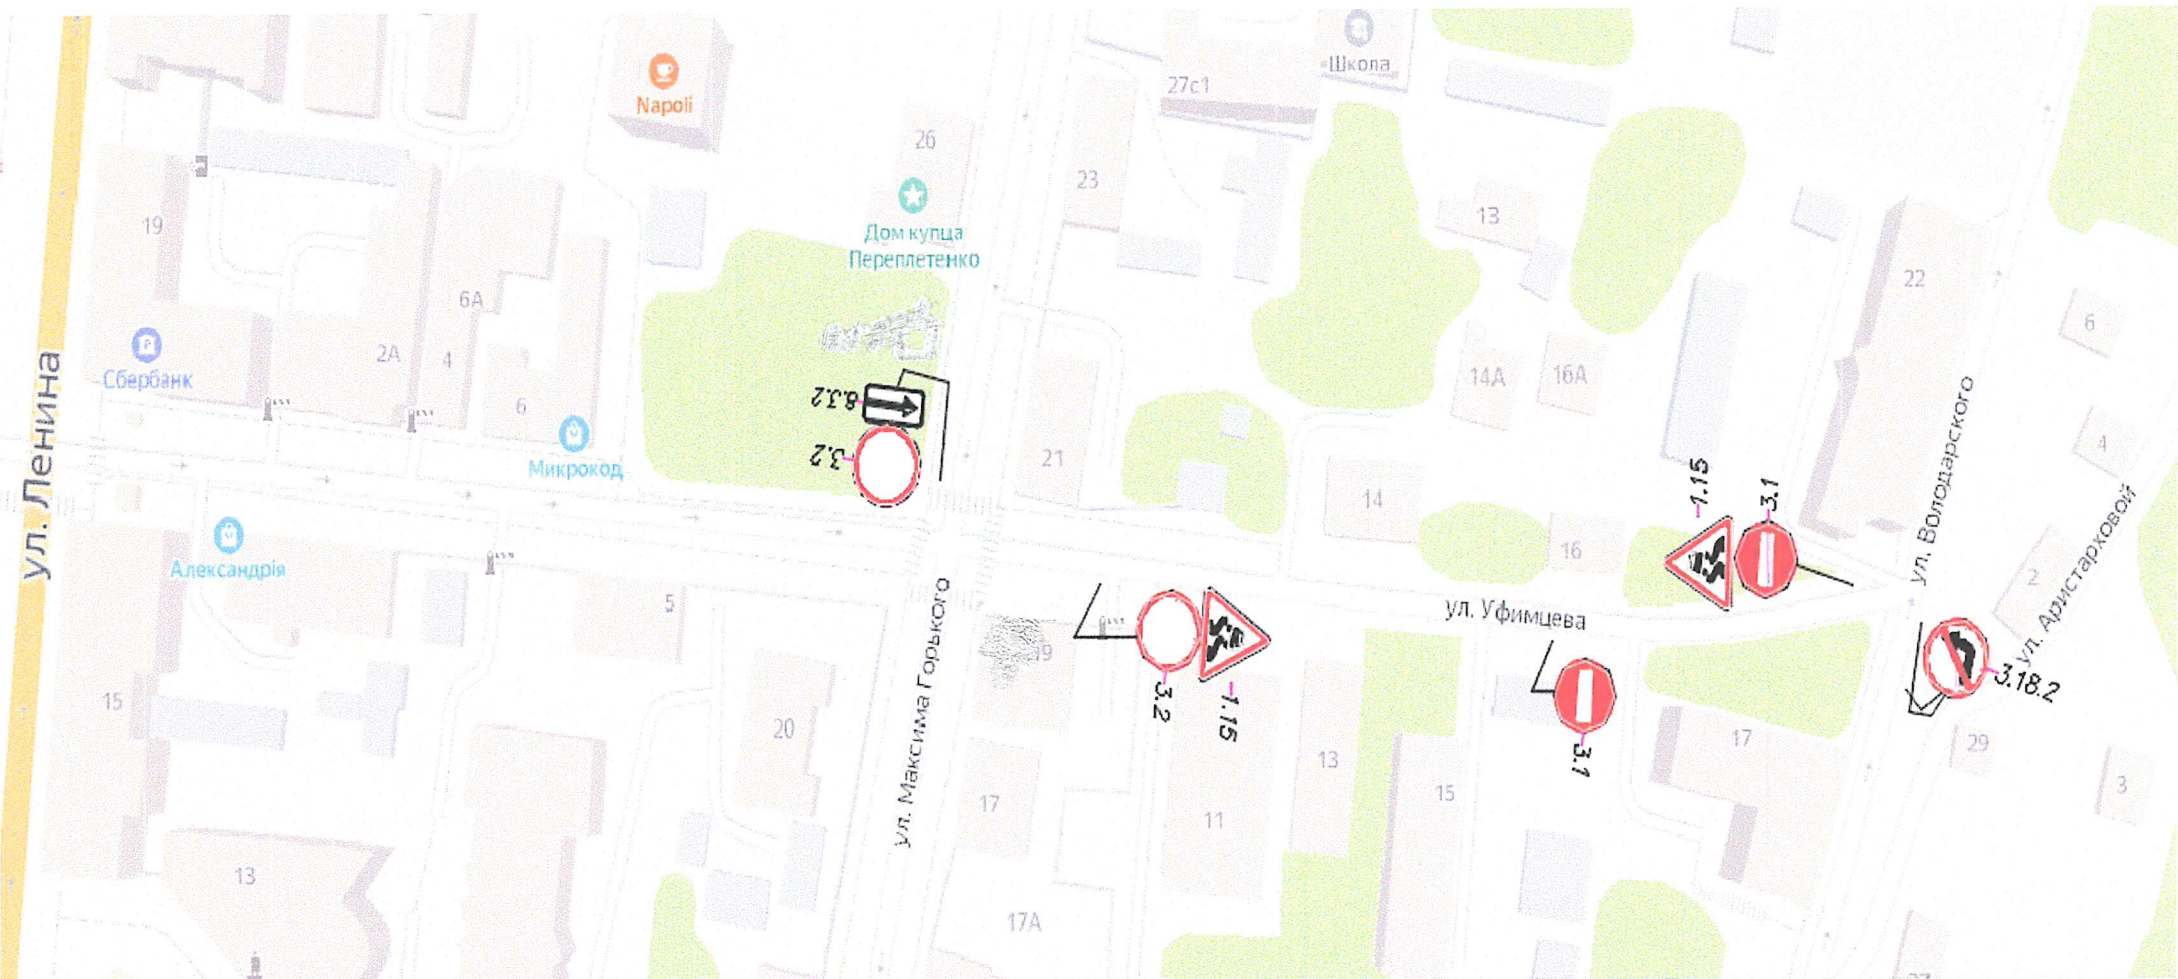 ул. Ленина
19
Сбербанк
2А
6А
4
6
Микрокод
Александрія
15
13
5
20
Napoli
26
Дом купца
Переплетенко
8.3.2
3.2
ул. Максима Горького
27с1
23
21
Школа
13
14А
16А
14
16
19
17
17А
3.2
1.15
11
13
15
ул. Уфимцева
1.15
3.1
3.1
17
22
ул. Володарского
ул. Аристарховой
6
4
2
3.18.2
29
3